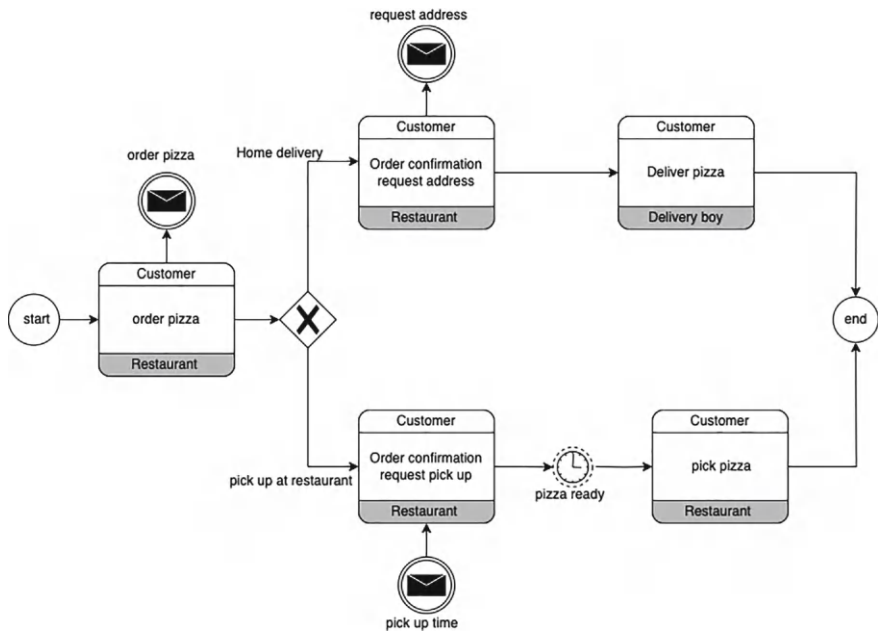 request address
Customer
Order confirmation
request address
Restaurant
Customer
Deliver pizza
Delivery boy
order pizza
Home delivery
Customer
order pizza
Restaurant
start
end
pick up at restaurant
Customer
Order confirmation
request pick up
Restaurant
pizza ready
Customer
pick pizza
Restaurant
pick up time